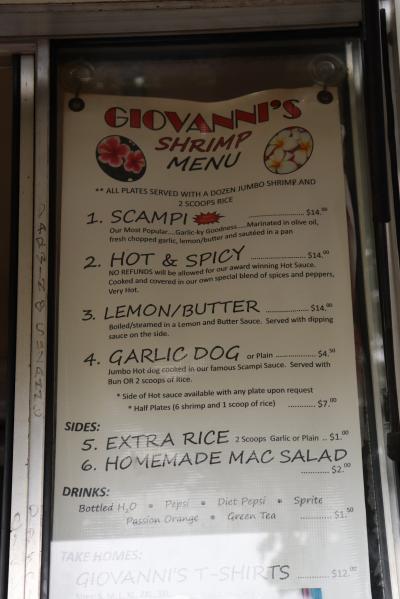 GIOVANNI'S
SHRIMP
MENU
** ALL PLATES SERVED WITH A DOZEN JUMBO SHRIMP AND
2 SCOOPS RICE
1. SCAMPI ........................ $14.00
Our Most Popular....Garlic-ky Goodness.....Marinated in olive oil,
fresh chopped garlic, lemon/butter and sautéed in a pan
2. HOT & SPICY ........................ $14.00
NO REFUNDS will be allowed for our award winning Hot Sauce.
Cooked and covered in our own special blend of spices and peppers,
Very Hot.
3. LEMON/BUTTER .................. $14.00
Boiled/steamed in a Lemon and Butter Sauce. Served with dipping
sauce on the side.
4. GARLIC DOG or Plain .................. $4.50
Jumbo Hot dog cooked in our famous Scampi Sauce. Served with
Bun OR 2 scoops of Rice.
* Side of Hot sauce available with any plate upon request
* Half Plates (6 shrimp and 1 scoop of rice) ............ $7.00
SIDES:
5. EXTRA RICE 2 Scoops Garlic or Plain .. $1.00
6. HOMEMADE MAC SALAD
............ $2.00
DRINKS:
Bottled H2O * Pepsi * Diet Pepsi * Sprite
Passion Orange * Green Tea ............ $1.50
TAKE HOMES:
GIOVANNI'S T-SHIRTS ............ $12.00